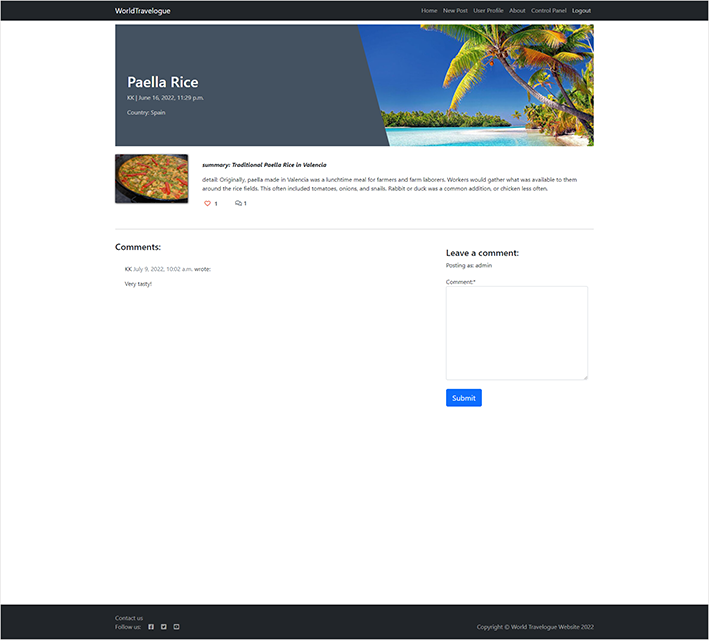 WorldTravelogue
Home New Post User Profile About Control Panel Logout
Paella Rice
KK | June 16, 2022, 11:29 p.m.
Country: Spain
summary: Traditional Paella Rice in Valencia
detail: Originally, paella made in Valencia was a lunchtime meal for farmers and farm laborers. Workers would gather what was available to them
around the rice fields. This often included tomatoes, onions, and snails. Rabbit or duck was a common addition, or chicken less often.
1 1
Comments:
KK July 9, 2022, 10:02 a.m. wrote:
Very tasty!
Leave a comment:
Posting as: admin
Comment:*
Submit
Contact us
Follow us:
Copyright © World Travelogue Website 2022